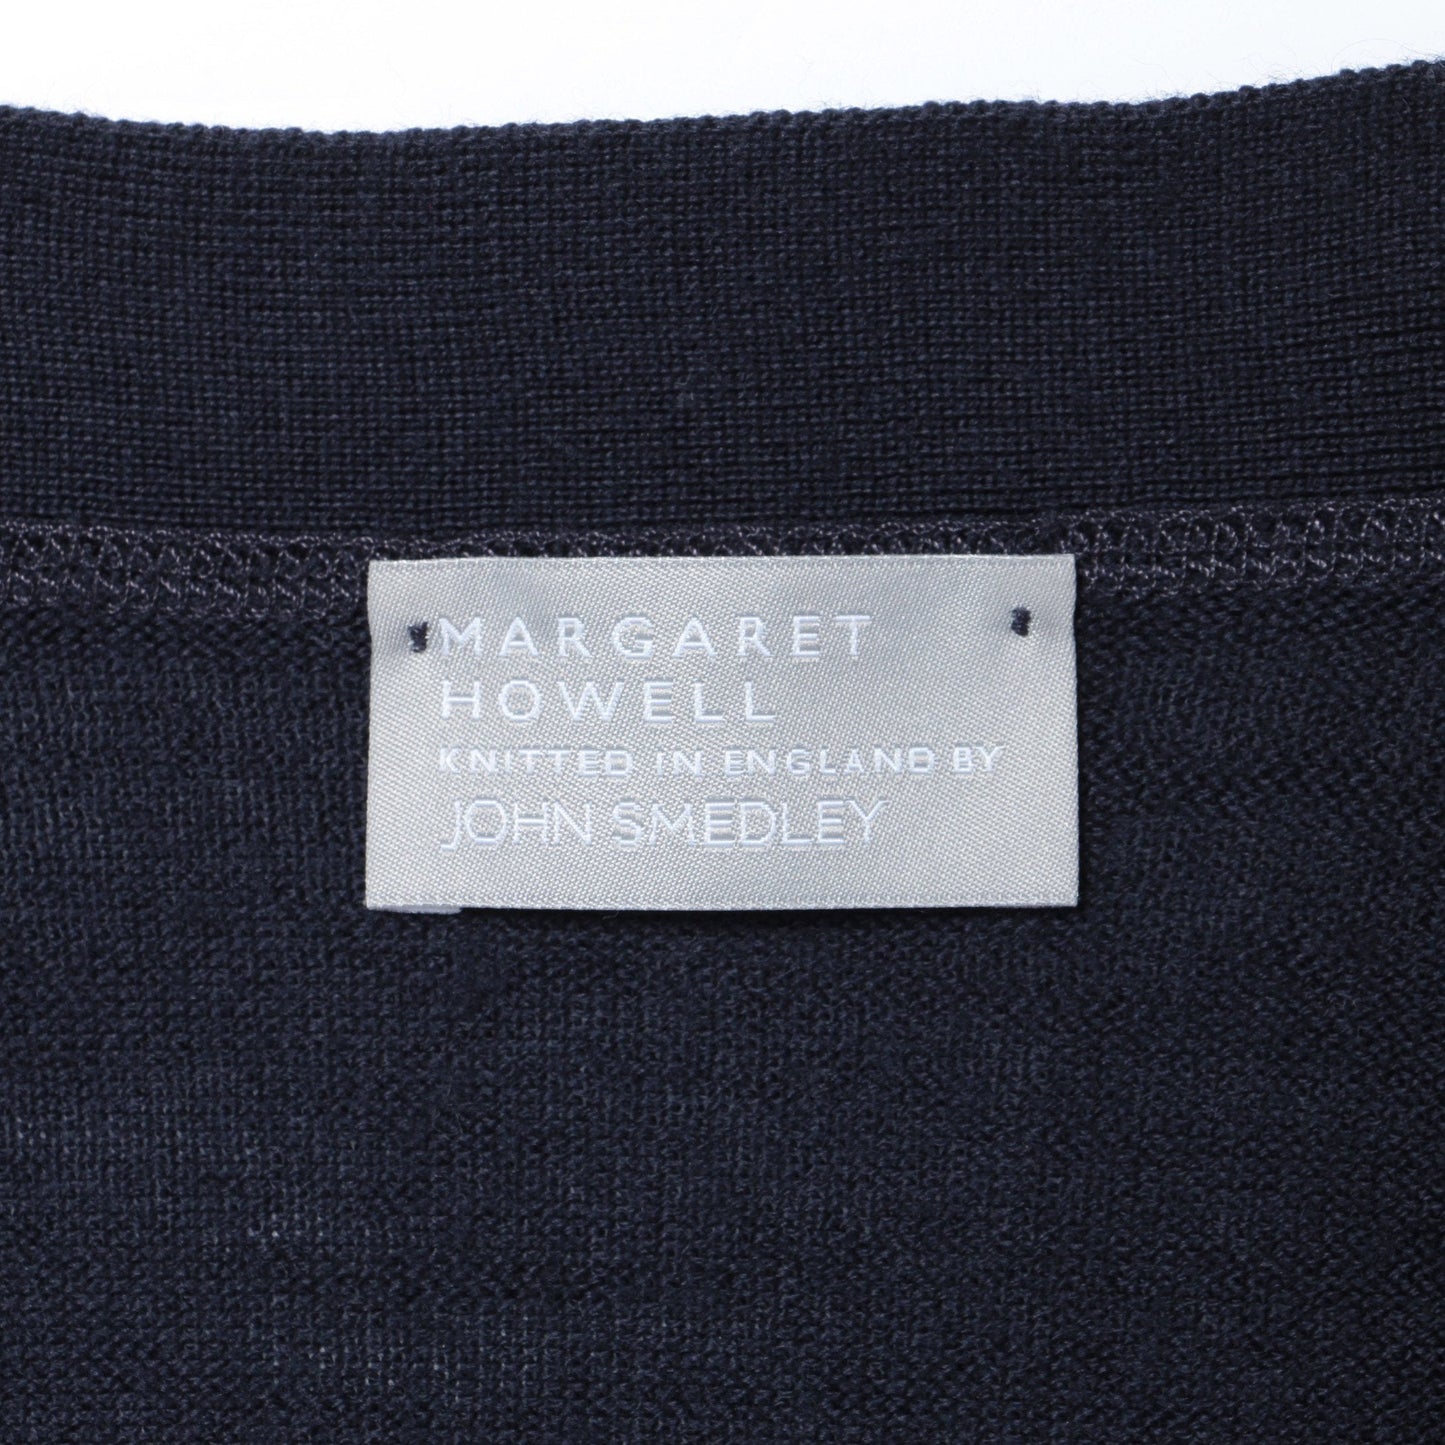 MARGARET
HOWELL
KNITTED IN ENGLAND BY
JOHN SMEDLEY